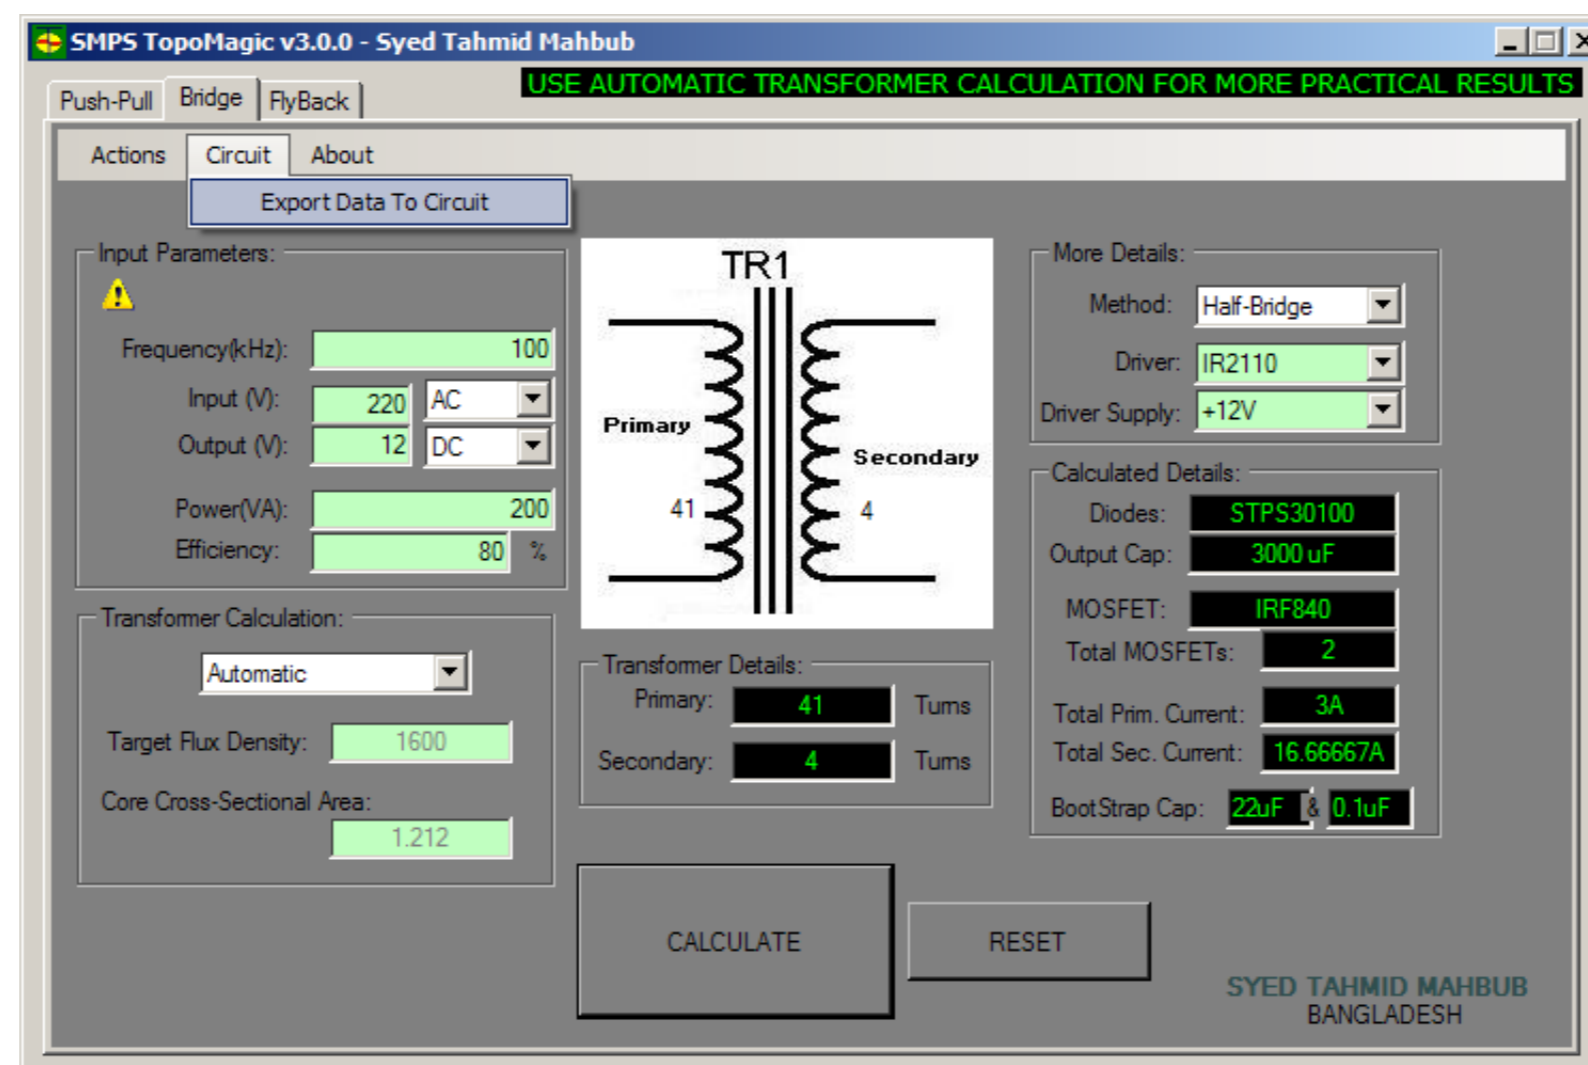 SMPS TopoMagic v3.0.0 - Syed Tahmid Mahbub
USE AUTOMATIC TRANSFORMER CALCULATION FOR MORE PRACTICAL RESULTS
Push-Pull Bridge FlyBack
Actions Circuit About
Export Data To Circuit
Input Parameters:
Frequency(kHz): 100
Input (V): 220 AC
Output (V): 12 DC
Power(VA): 200
Efficiency: 80 %
Transformer Calculation:
Automatic
Target Flux Density: 1600
Core Cross-Sectional Area:
1.212
TR1
Primary
Secondary
41 4
Transformer Details:
Primary: 41 Turns
Secondary: 4 Turns
More Details:
Method: Half-Bridge
Driver: IR2110
Driver Supply: +12V
Calculated Details:
Diodes: STPS30100
Output Cap: 3000 uF
MOSFET: IRF840
Total MOSFETs: 2
Total Prim. Current: 3A
Total Sec. Current: 16.66667A
BootStrap Cap: 22uF & 0.1uF
CALCULATE RESET
SYED TAHMID MAHBUB
BANGLADESH